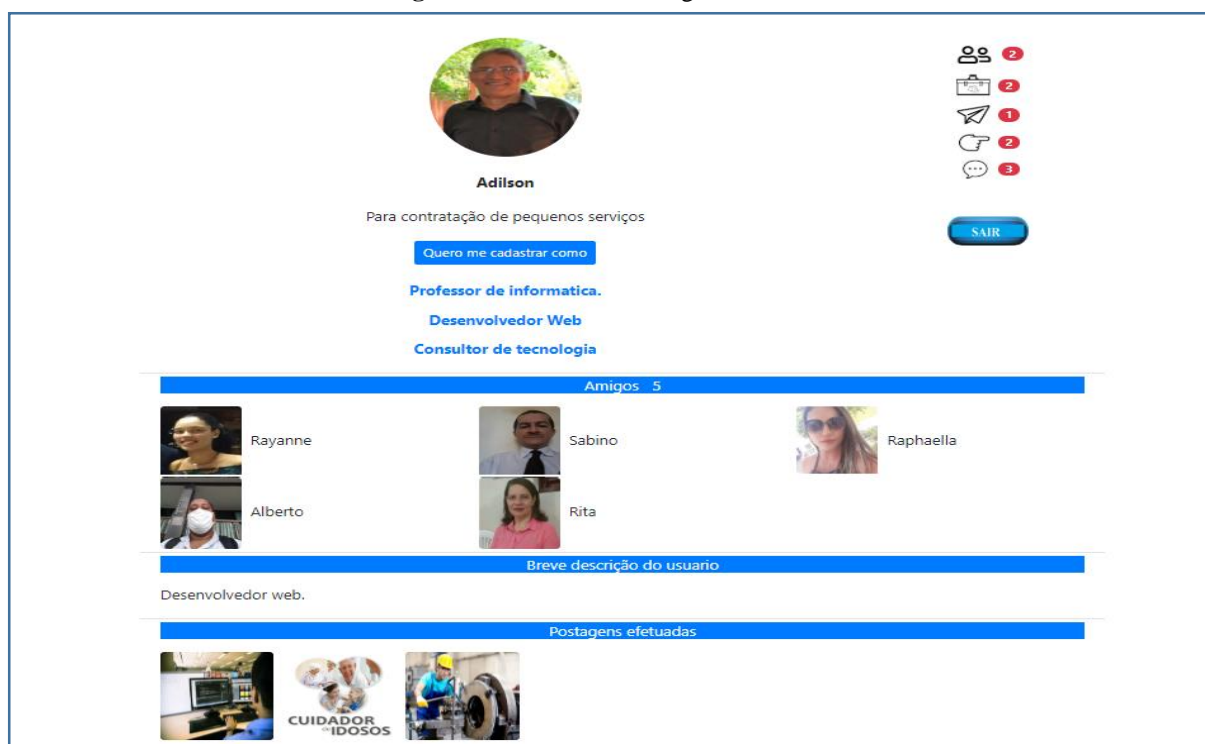 2
2
1
2
3
SAIR
Adilson
Para contratação de pequenos serviços
Quero me cadastrar como
Professor de informatica.
Desenvolvedor Web
Consultor de tecnologia
Amigos 5
Rayanne
Sabino
Raphaella
Alberto
Rita
Breve descrição do usuario
Desenvolvedor web.
Postagens efetuadas
CUIDADOR
DE IDOSOS